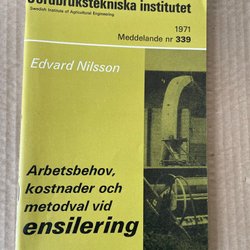 Jordbrukstekniska institutet
Swedish Institute of Agricultural Engineering
1971
Meddelande nr 339
Edvard Nilsson
Arbetsbehov,
kostnader och
metodval vid
ensilering